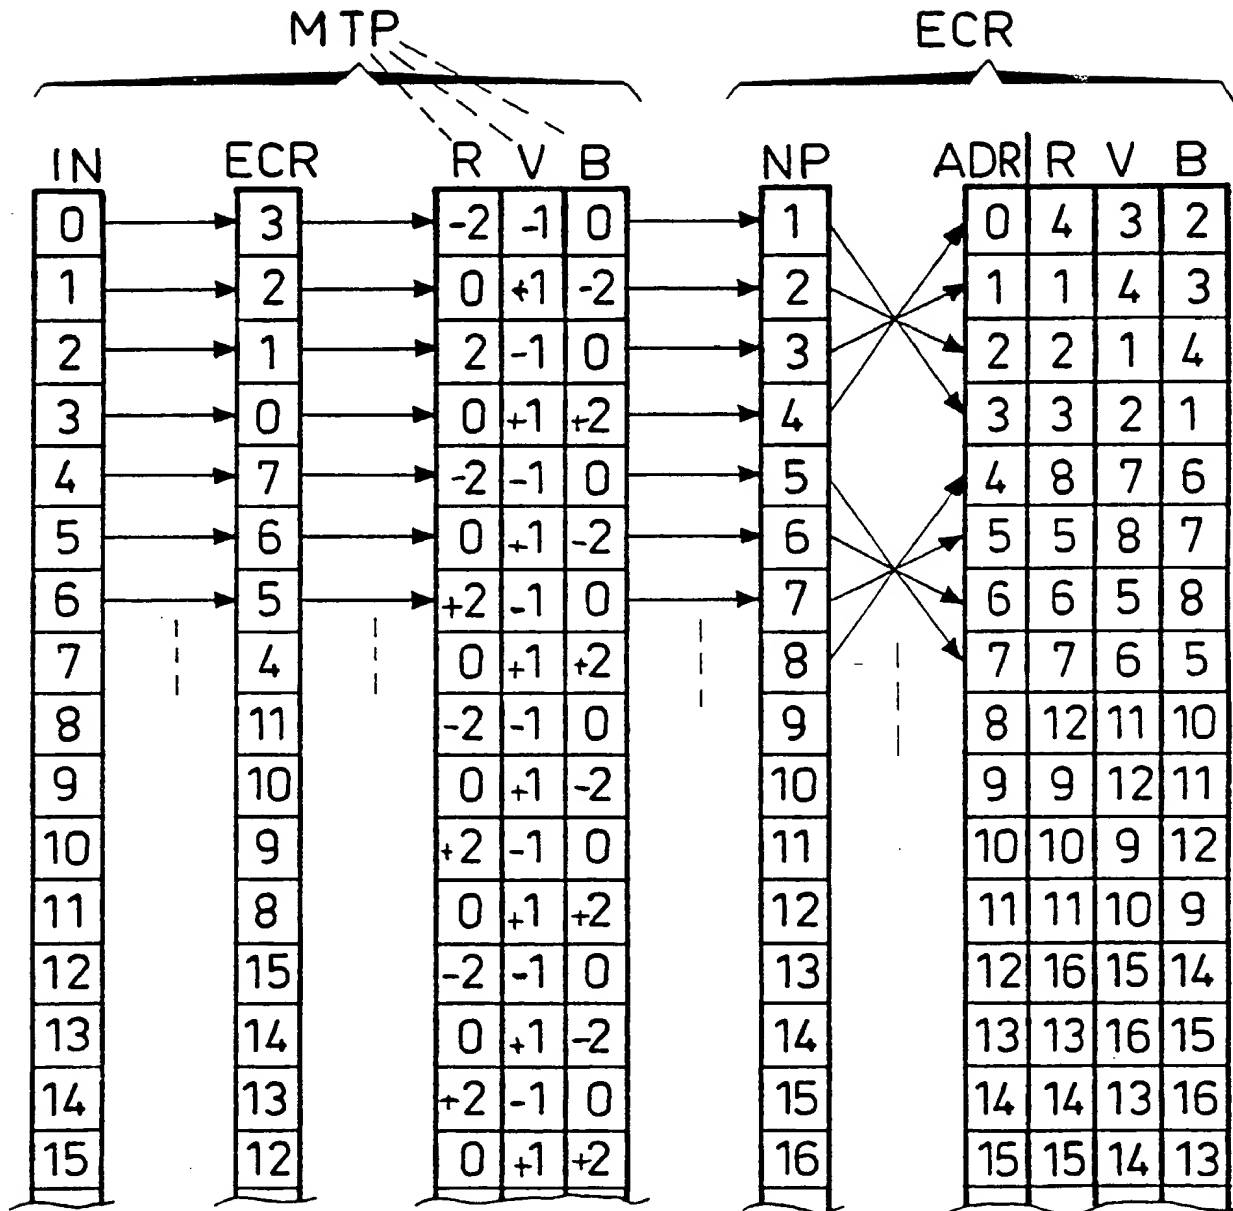 MTP ECR
IN ECR R V B NP ADR R V B
0 3 -2 -1 0 1 0 4 3 2
1 2 0 +1 -2 2 1 1 4 3
2 1 2 -1 0 3 2 2 1 4
3 0 0 +1 +2 4 3 3 2 1
4 7 -2 -1 0 5 4 8 7 6
5 6 0 +1 -2 6 5 5 8 7
6 5 +2 -1 0 7 6 6 5 8
7 4 0 +1 +2 8 7 7 6 5
8 11 -2 -1 0 9 8 12 11 10
9 10 0 +1 -2 10 9 9 12 11
10 9 +2 -1 0 11 10 10 9 12
11 8 0 +1 +2 12 11 11 10 9
12 15 -2 -1 0 13 12 16 15 14
13 14 0 +1 -2 14 13 13 16 15
14 13 +2 -1 0 15 14 14 13 16
15 12 0 +1 +2 16 15 15 14 13